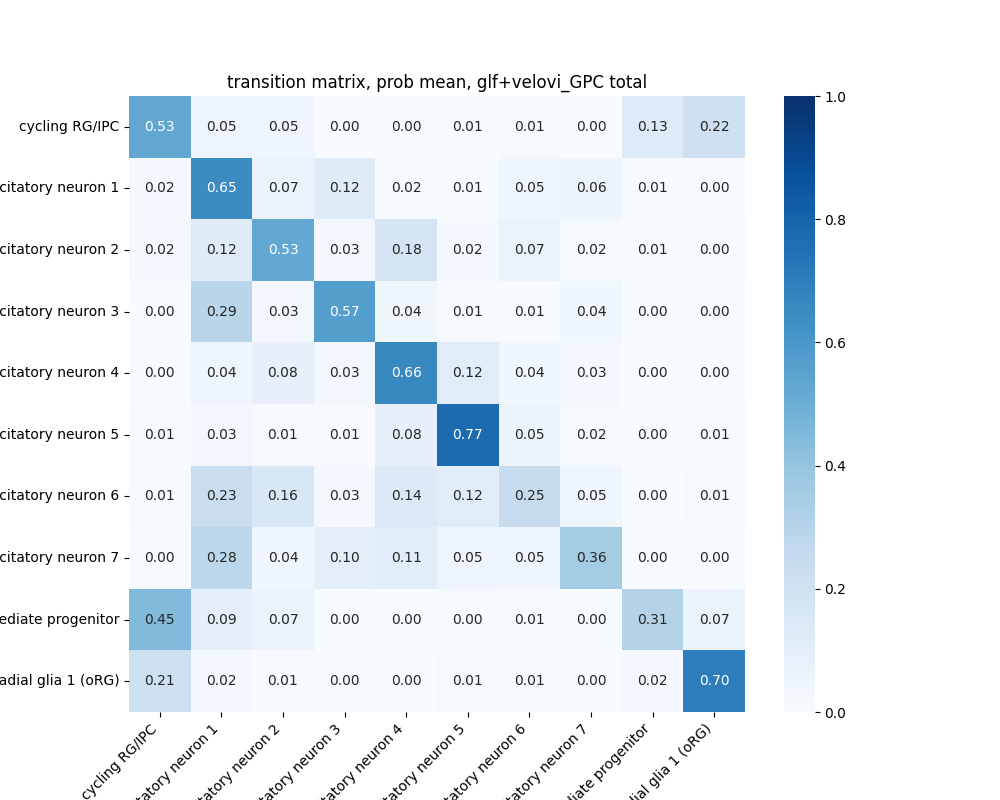 transition matrix, prob mean, glf+velovi_GPC total
cycling RG/IPC 0.53 0.05 0.05 0.00 0.00 0.01 0.01 0.00 0.13 0.22
citatory neuron 1 0.02 0.65 0.07 0.12 0.02 0.01 0.05 0.06 0.01 0.00
citatory neuron 2 0.02 0.12 0.53 0.03 0.18 0.02 0.07 0.02 0.01 0.00
citatory neuron 3 0.00 0.29 0.03 0.57 0.04 0.01 0.01 0.04 0.00 0.00
citatory neuron 4 0.00 0.04 0.08 0.03 0.66 0.12 0.04 0.03 0.00 0.00
citatory neuron 5 0.01 0.03 0.01 0.01 0.08 0.77 0.05 0.02 0.00 0.01
citatory neuron 6 0.01 0.23 0.16 0.03 0.14 0.12 0.25 0.05 0.00 0.01
citatory neuron 7 0.00 0.28 0.04 0.10 0.11 0.05 0.05 0.36 0.00 0.00
ediate progenitor 0.45 0.09 0.07 0.00 0.00 0.00 0.01 0.00 0.31 0.07
adial glia 1 (oRG) 0.21 0.02 0.01 0.00 0.00 0.01 0.01 0.00 0.02 0.70
cycling RG/IPC
tatory neuron 1
itatory neuron 2
tatory neuron 3
tatory neuron 4
tatory neuron 5
tatory neuron 6
tatory neuron 7
diate progenitor
dial glia 1 (oRG)
1.0
0.8
0.6
0.4
0.2
0.0